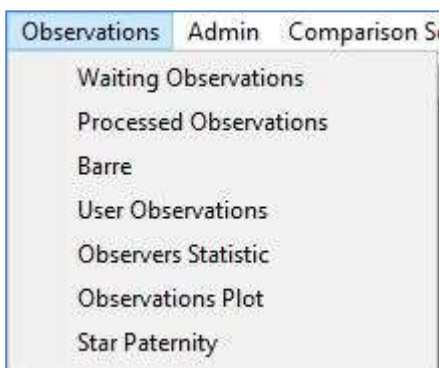 Observations Admin Comparison S
Waiting Observations
Processed Observations
Barre
User Observations
Observers Statistic
Observations Plot
Star Paternity